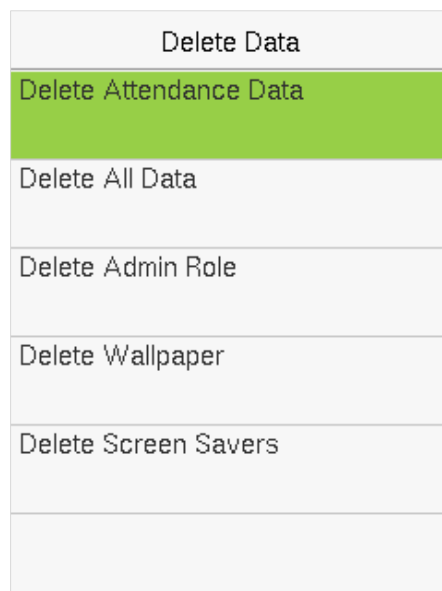 Delete Data
Delete Attendance Data
Delete All Data
Delete Admin Role
Delete Wallpaper
Delete Screen Savers